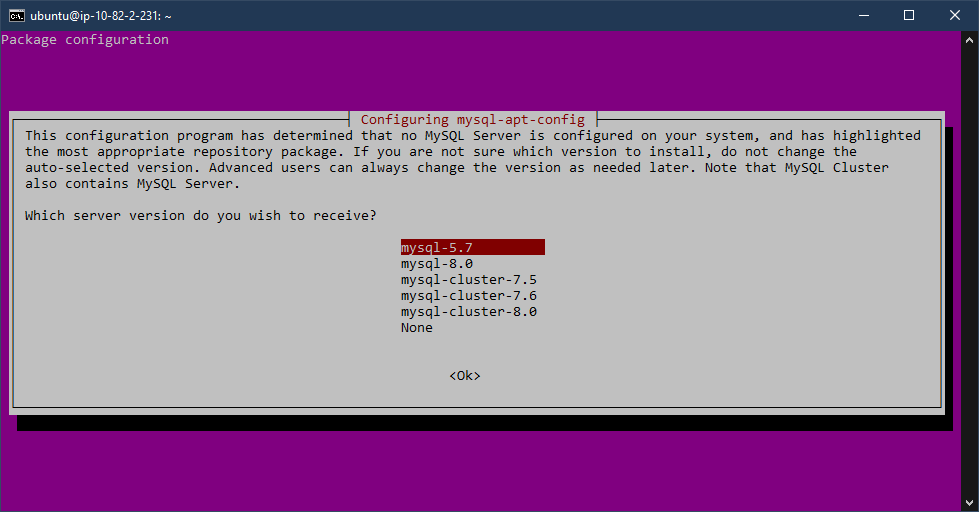 ubuntu@ip-10-82-2-231: ~
Package configuration
Configuring mysql-apt-config
This configuration program has determined that no MySQL Server is configured on your system, and has highlighted
the most appropriate repository package. If you are not sure which version to install, do not change the
auto-selected version. Advanced users can always change the version as needed later. Note that MySQL Cluster
also contains MySQL Server.
Which server version do you wish to receive?
mysql-5.7
mysql-8.0
mysql-cluster-7.5
mysql-cluster-7.6
mysql-cluster-8.0
None
<Ok>